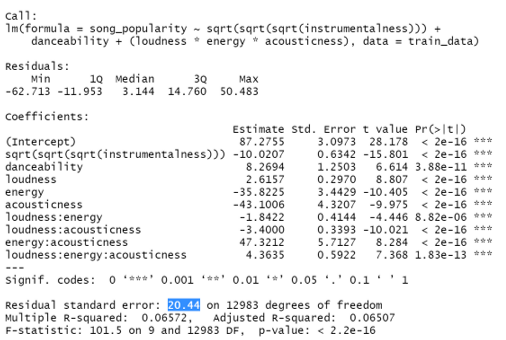 Call:
lm(formula = song_popularity ~ sqrt(sqrt(sqrt(instrumentalness))) +
    danceability + (loudness * energy * acousticness), data = train_data)
Residuals:
    Min      1Q  Median      3Q     Max
-62.713 -11.953   3.144  14.760  50.483
Coefficients:
                                Estimate Std. Error t value Pr(>|t|)
(Intercept)                      87.2755     3.0973  28.178  < 2e-16 ***
sqrt(sqrt(sqrt(instrumentalness))) -10.0207     0.6342 -15.801  < 2e-16 ***
danceability                      8.2694     1.2503   6.614 3.88e-11 ***
loudness                          2.6157     0.2970   8.807  < 2e-16 ***
energy                          -35.8225     3.4429 -10.405  < 2e-16 ***
acousticness                    -43.1006     4.3207  -9.975  < 2e-16 ***
loudness:energy                  -1.8422     0.4144  -4.446 8.82e-06 ***
loudness:acousticness            -3.4000     0.3393 -10.021  < 2e-16 ***
energy:acousticness              47.3212     5.7127   8.284  < 2e-16 ***
loudness:energy:acousticness      4.3635     0.5922   7.368 1.83e-13 ***
---
Signif. codes:  0 ‘***’ 0.001 ‘**’ 0.01 ‘*’ 0.05 ‘.’ 0.1 ‘ ’ 1
Residual standard error: 20.44 on 12983 degrees of freedom
Multiple R-squared:  0.06572,   Adjusted R-squared:  0.06507
F-statistic: 101.5 on 9 and 12983 DF,  p-value: < 2.2e-16